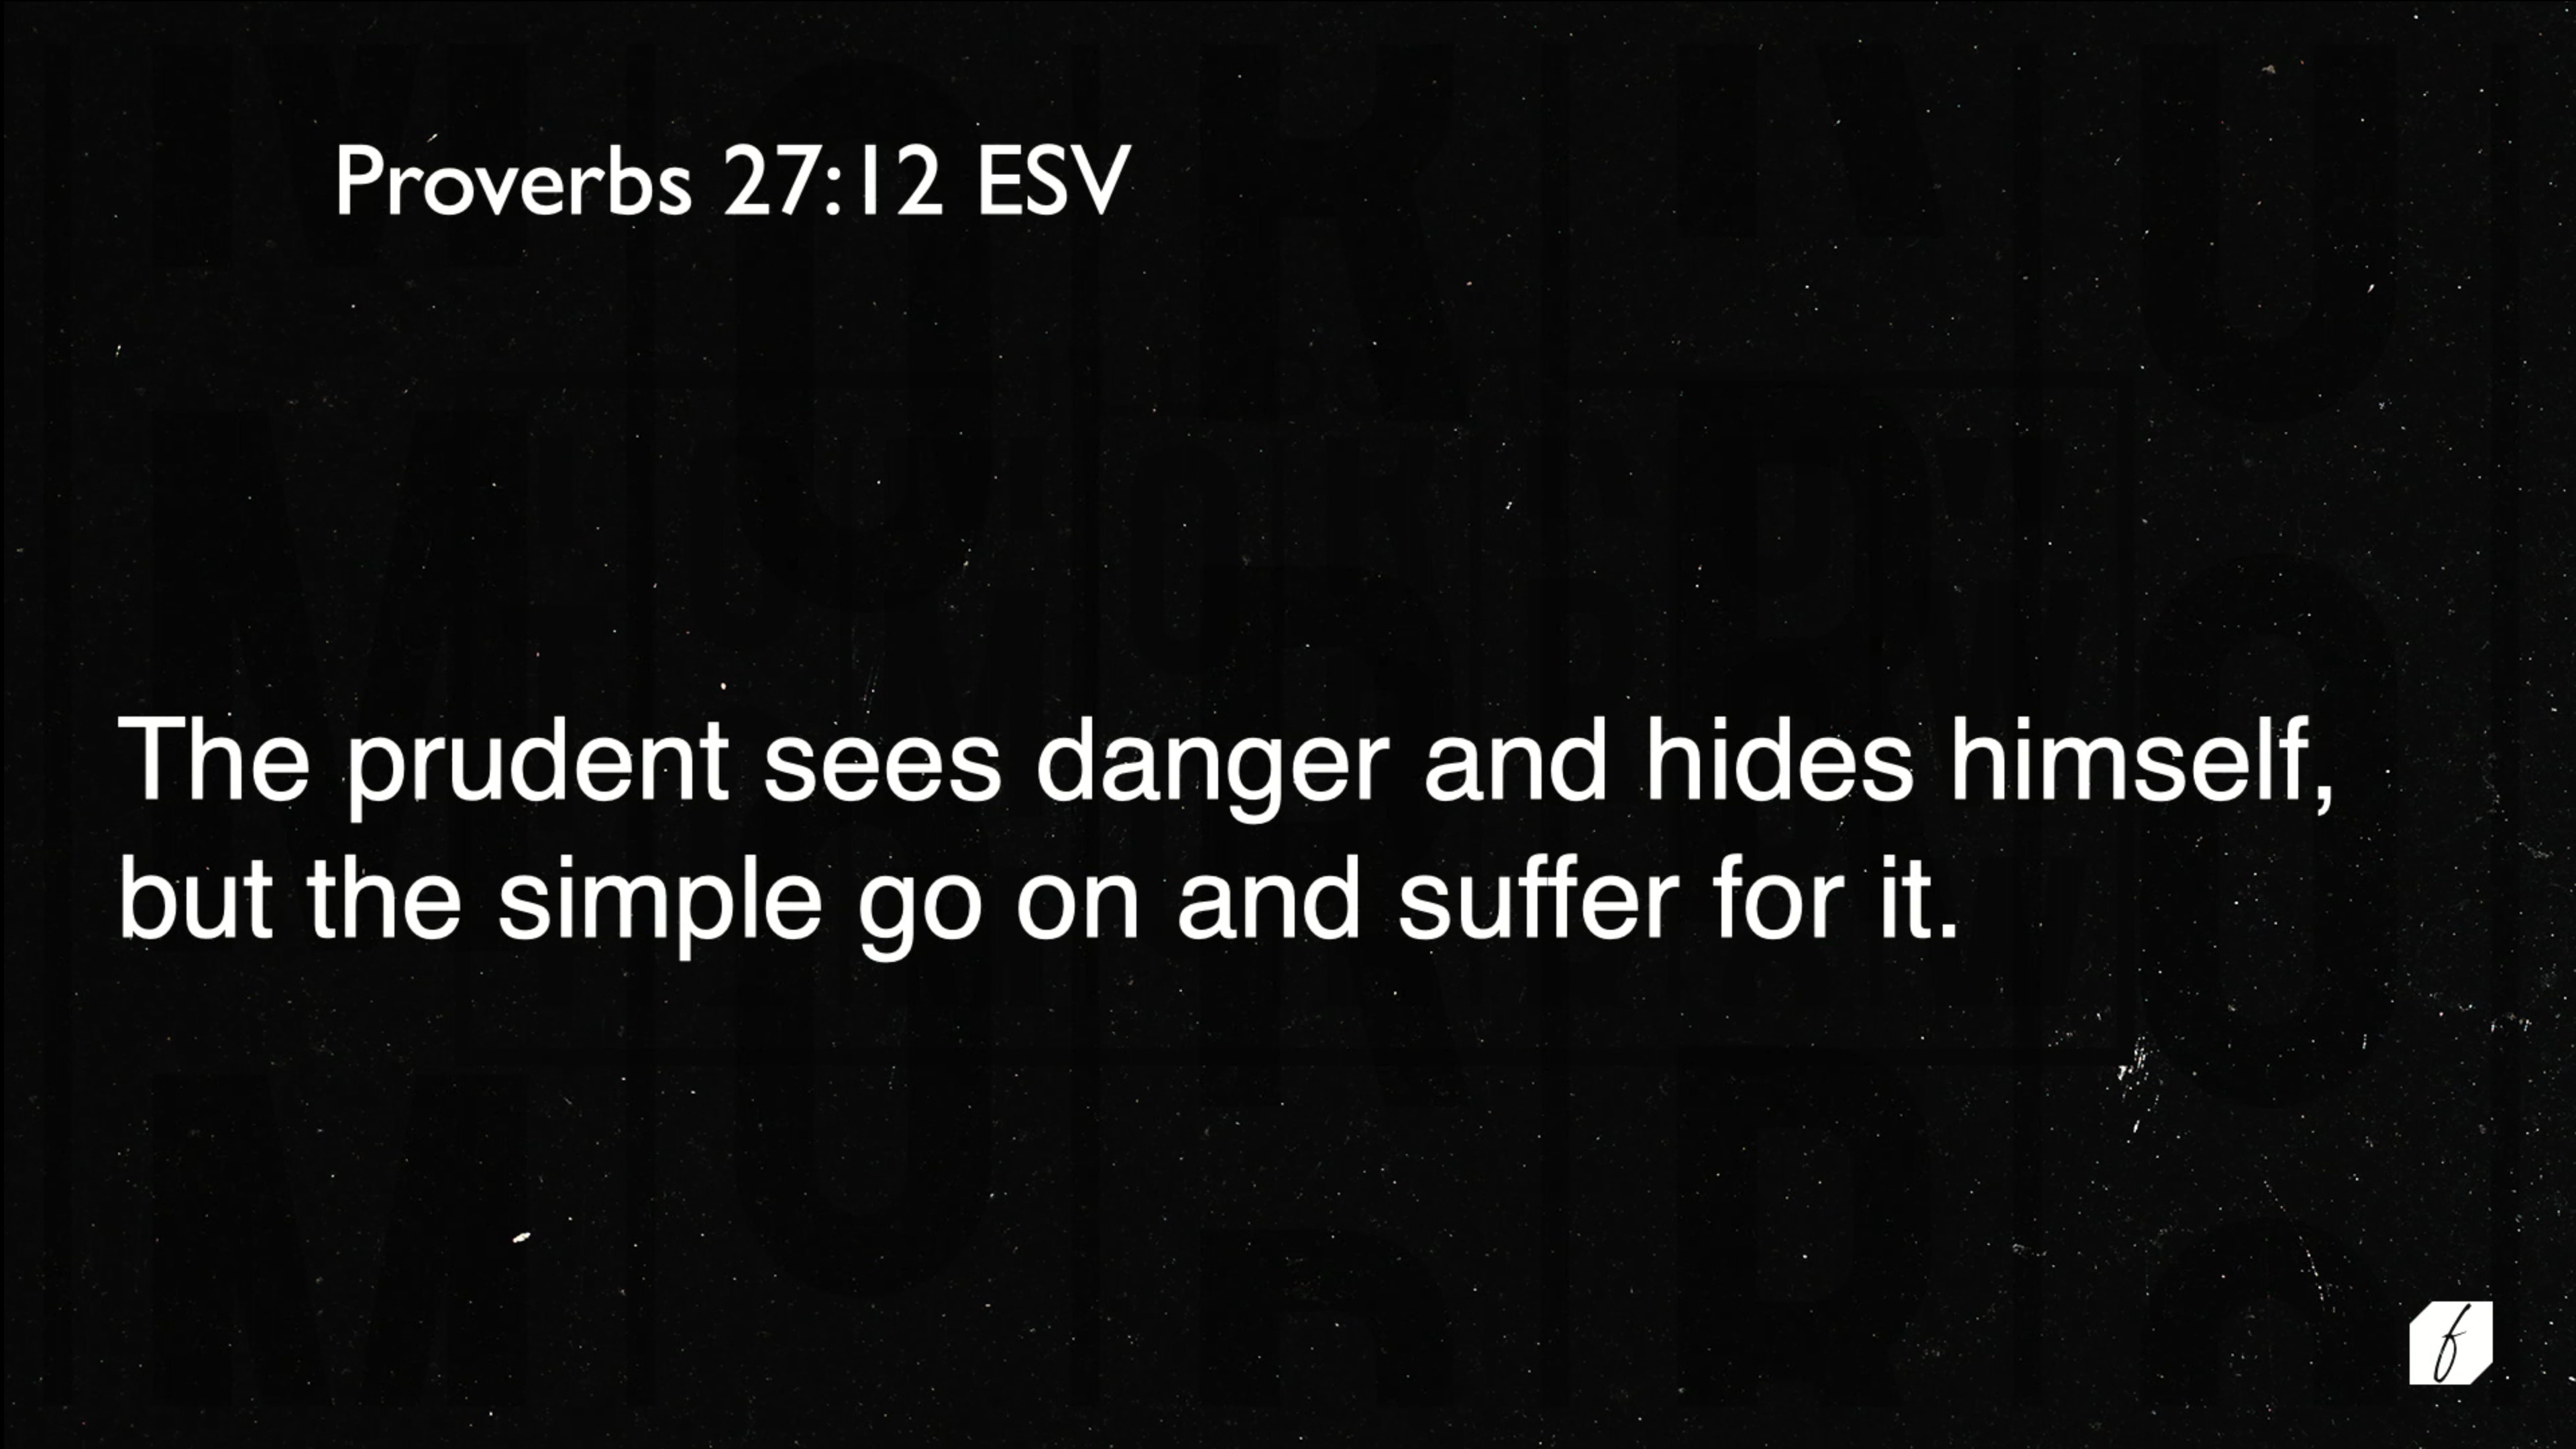 Proverbs 27:12 ESV
The prudent sees danger and hides himself,
but the simple go on and suffer for it.
f